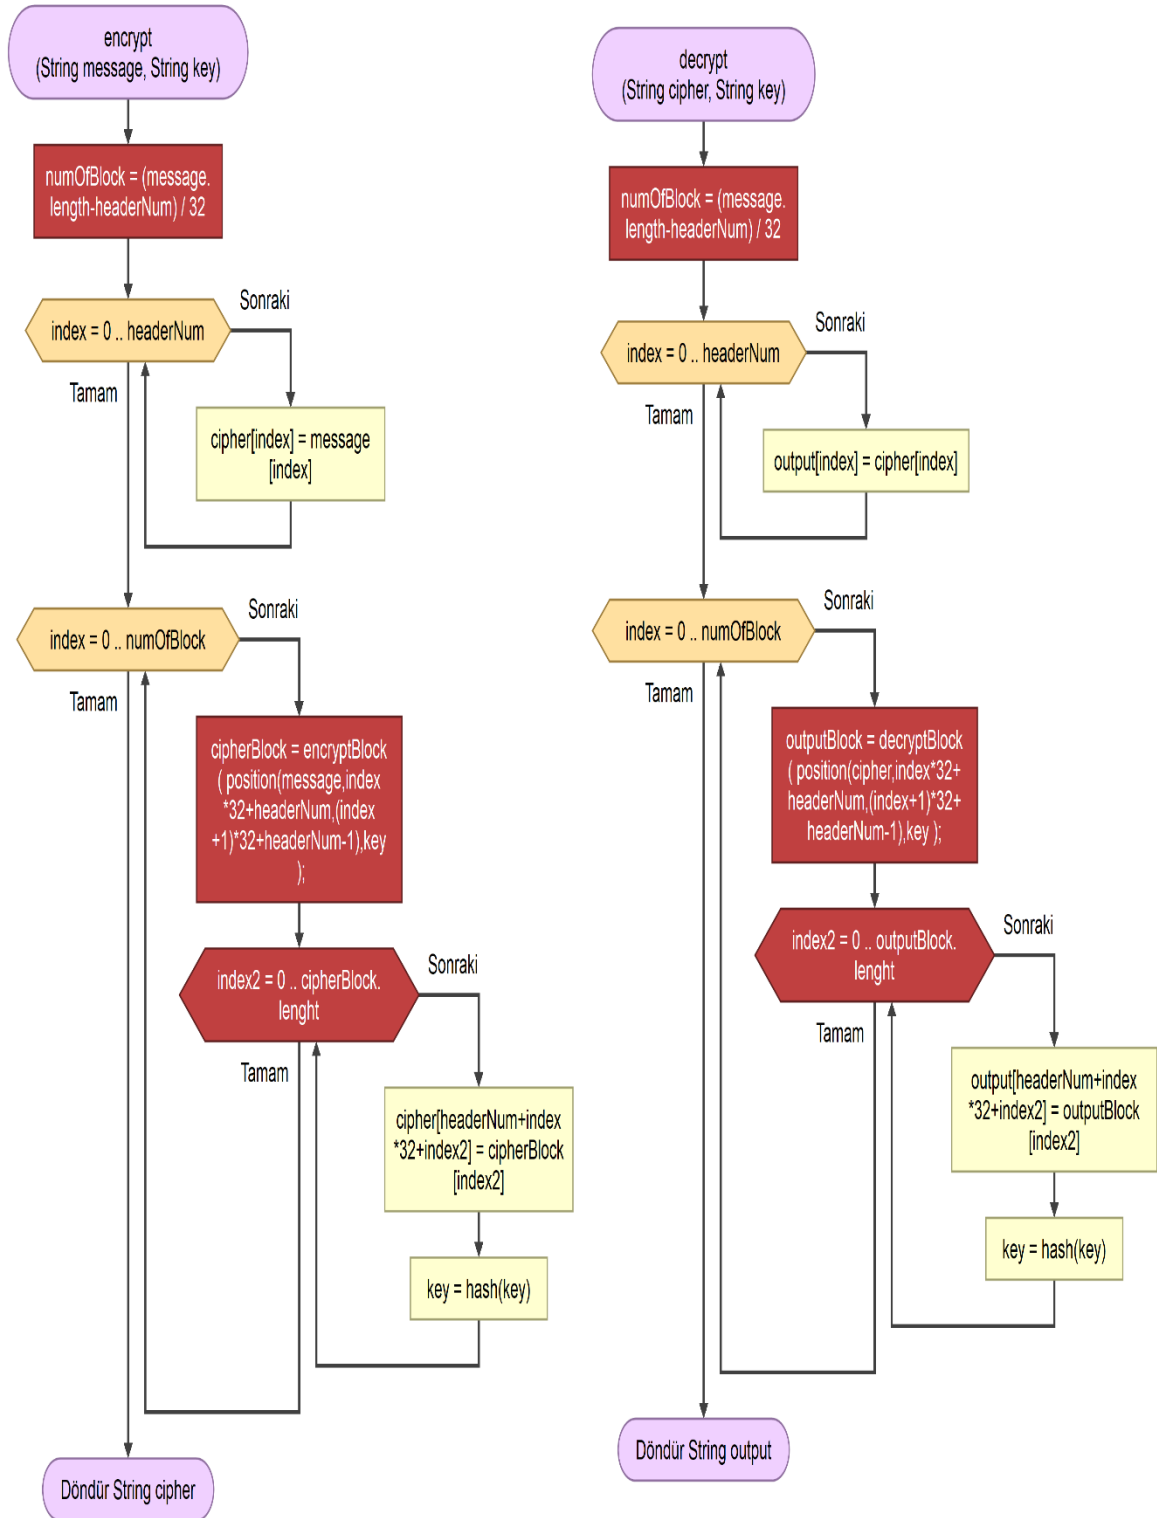 encrypt
(String message, String key)
numOfBlock = (message.
length-headerNum) / 32
Sonraki
index = 0 .. headerNum
Tamam
cipher[index] = message
[index]
Sonraki
index = 0 .. numOfBlock
Tamam
cipherBlock = encryptBlock
( position(message,index
*32+headerNum,(index
+1)*32+headerNum-1),key
);
Sonraki
index2 = 0 .. cipherBlock.
lenght
Tamam
cipher[headerNum+index
*32+index2] = cipherBlock
[index2]
key = hash(key)
Döndür String cipher
decrypt
(String cipher, String key)
numOfBlock = (message.
length-headerNum) / 32
Sonraki
index = 0 .. headerNum
Tamam
output[index] = cipher[index]
Sonraki
index = 0 .. numOfBlock
Tamam
outputBlock = decryptBlock
( position(cipher,index*32+
headerNum,(index+1)*32+
headerNum-1),key );
Sonraki
index2 = 0 .. outputBlock.
lenght
Tamam
output[headerNum+index
*32+index2] = outputBlock
[index2]
key = hash(key)
Döndür String output